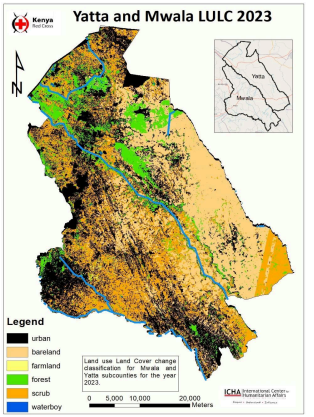 Kenya
Red Cross
Yatta and Mwala LULC 2023
N
Yatta
Mwala
Legend
urban
bareland
farmland
forest
scrub
waterboy
Land use Land Cover change
classification for Mwala and
Yatta subcounties for the year
2023.
0 5,000 10,000 20,000
Meters
ICHA International Center for
Humanitarian Affairs